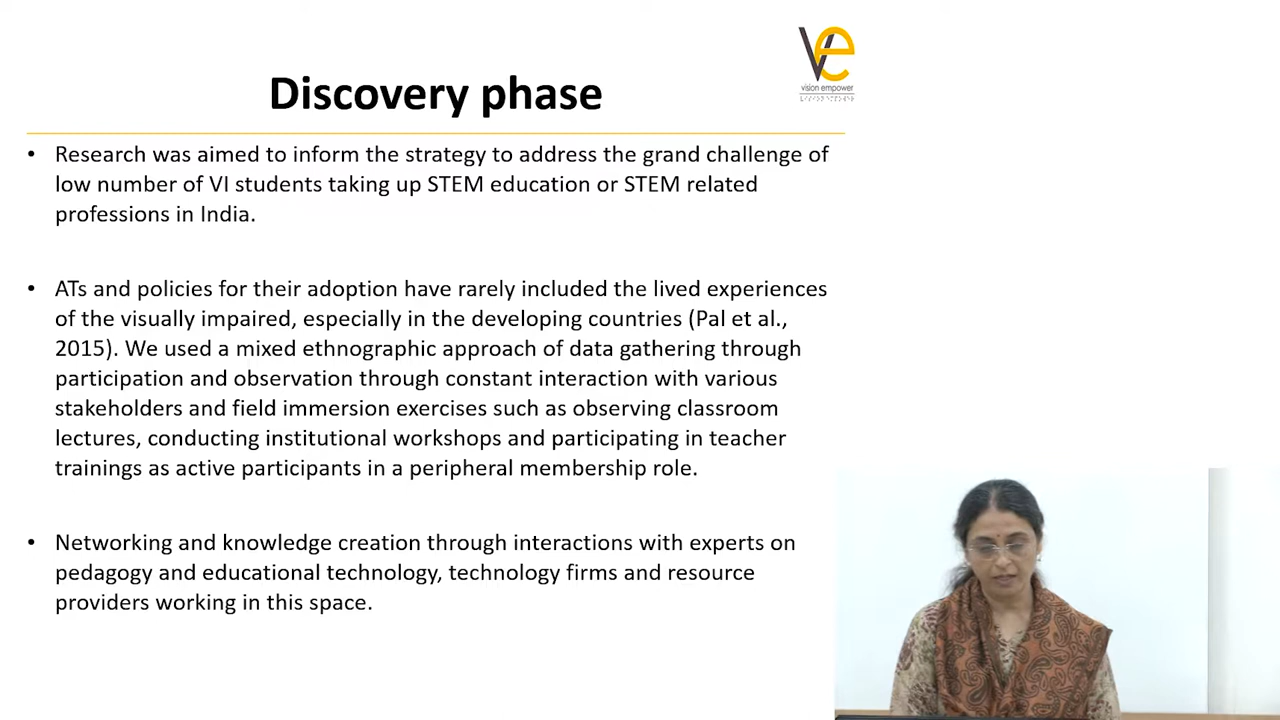 vision empower
Discovery phase
• Research was aimed to inform the strategy to address the grand challenge of
low number of VI students taking up STEM education or STEM related
professions in India.
• ATs and policies for their adoption have rarely included the lived experiences
of the visually impaired, especially in the developing countries (Pal et al.,
2015). We used a mixed ethnographic approach of data gathering through
participation and observation through constant interaction with various
stakeholders and field immersion exercises such as observing classroom
lectures, conducting institutional workshops and participating in teacher
trainings as active participants in a peripheral membership role.
• Networking and knowledge creation through interactions with experts on
pedagogy and educational technology, technology firms and resource
providers working in this space.